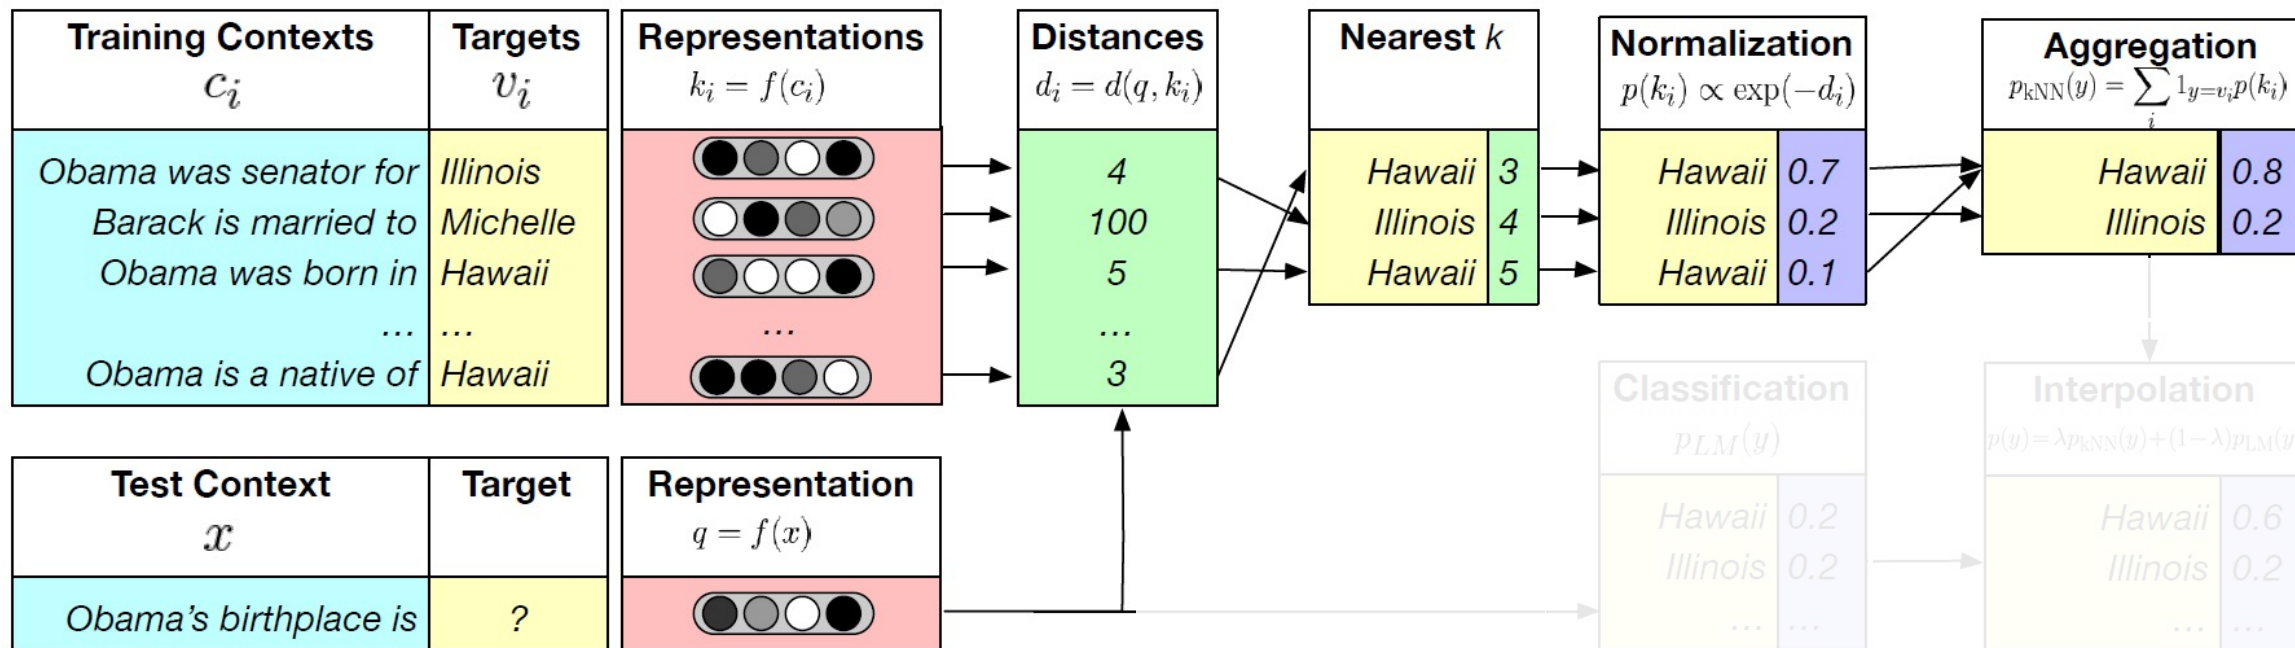 Training Contexts Targets Representations Distances Nearest k Normalization Aggregation
c_i v_i k_i = f(c_i) d_i = d(q, k_i) p(k_i) ∝ exp(−d_i) p_kNN(y) = ∑_i 1_{y=v_i} p(k_i)
Obama was senator for Illinois 4 Hawaii 3 Hawaii 0.7 Hawaii 0.8
Barack is married to Michelle 100 Illinois 4 Illinois 0.2 Illinois 0.2
Obama was born in Hawaii 5 Hawaii 5 Hawaii 0.1
... ... ... ...
Obama is a native of Hawaii 3
Classification Interpolation
p_LM(y) p(y) = λp_kNN(y) + (1−λ)p_LM(y
Test Context Target Representation
x q = f(x)
Hawaii 0.2 Hawaii 0.6
Illinois 0.2 Illinois 0.2
Obama's birthplace is ? ... ... ... ...